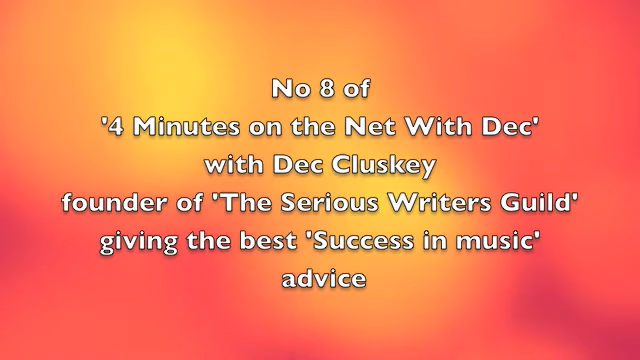 No 8 of
'4 Minutes on the Net With Dec'
with Dec Cluskey
founder of 'The Serious Writers Guild'
giving the best 'Success in music'
advice